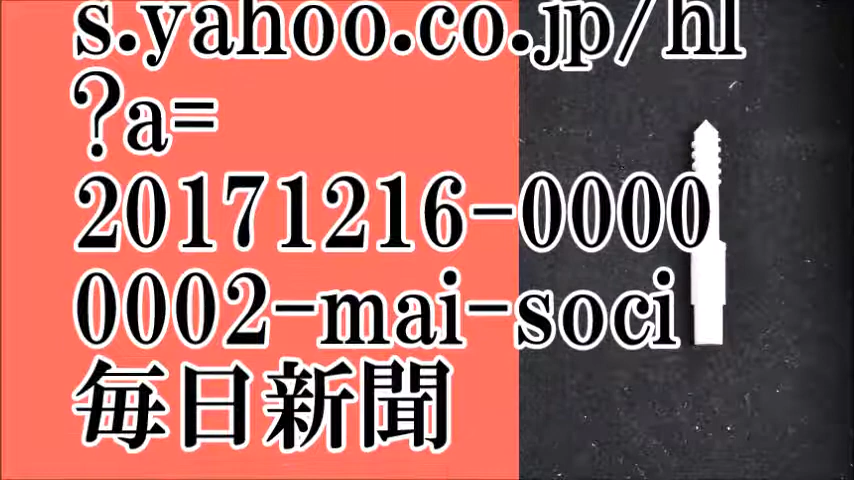 s.yahoo.co.jp/hl
?a=
20171216-0000
0002-mai-soci
毎日新聞